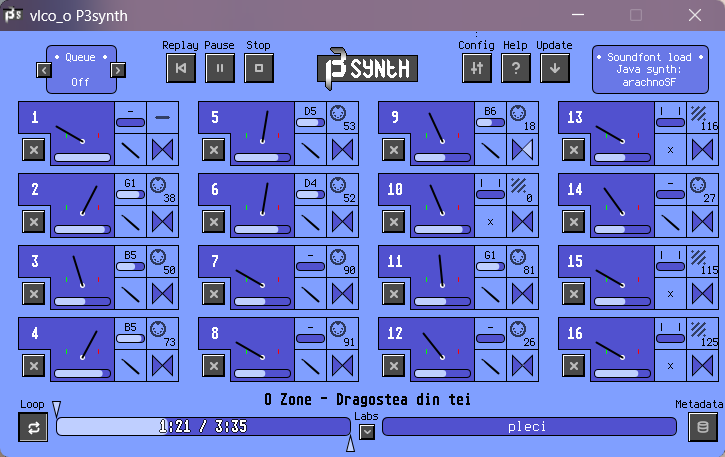 vlco_o P3synth
Queue
Off
Replay Pause Stop
P SYNTH
Config Help Update
Soundfont load
Java synth:
arachnoSF
1
-
5
D5
53
9
B6
18
13
116
2
G1
38
6
D4
52
10
0
14
-
27
3
B5
50
7
-
90
11
G1
81
15
115
4
B5
73
8
-
91
12
-
26
16
125
O Zone - Dragostea din tei
Loop
1:21 / 3:35
Labs
pleci
Metadata